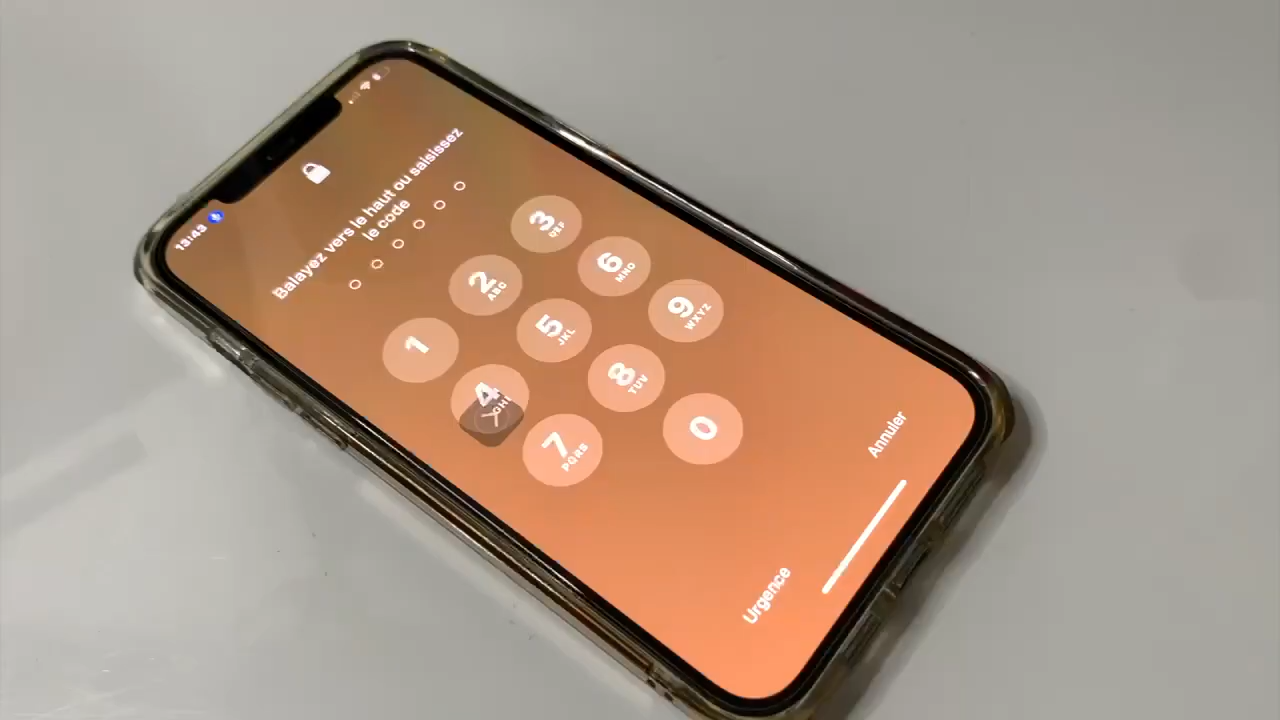 13:43
Balayez vers le haut ou saisissez
le code
1
2
ABC
3
DEF
4
GHI
5
JKL
6
MNO
7
PQRS
8
TUV
9
WXYZ
0
Urgence
Annuler